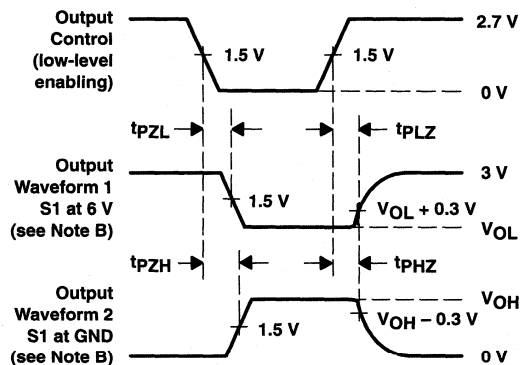 Output
Control
(low-level
enabling)
1.5 V
1.5 V
2.7 V
0 V
tPZL
tPLZ
Output
Waveform 1
S1 at 6 V
(see Note B)
1.5 V
3 V
VOL + 0.3 V
VOL
tPZH
tPHZ
Output
Waveform 2
S1 at GND
(see Note B)
1.5 V
VOH
VOH – 0.3 V
0 V